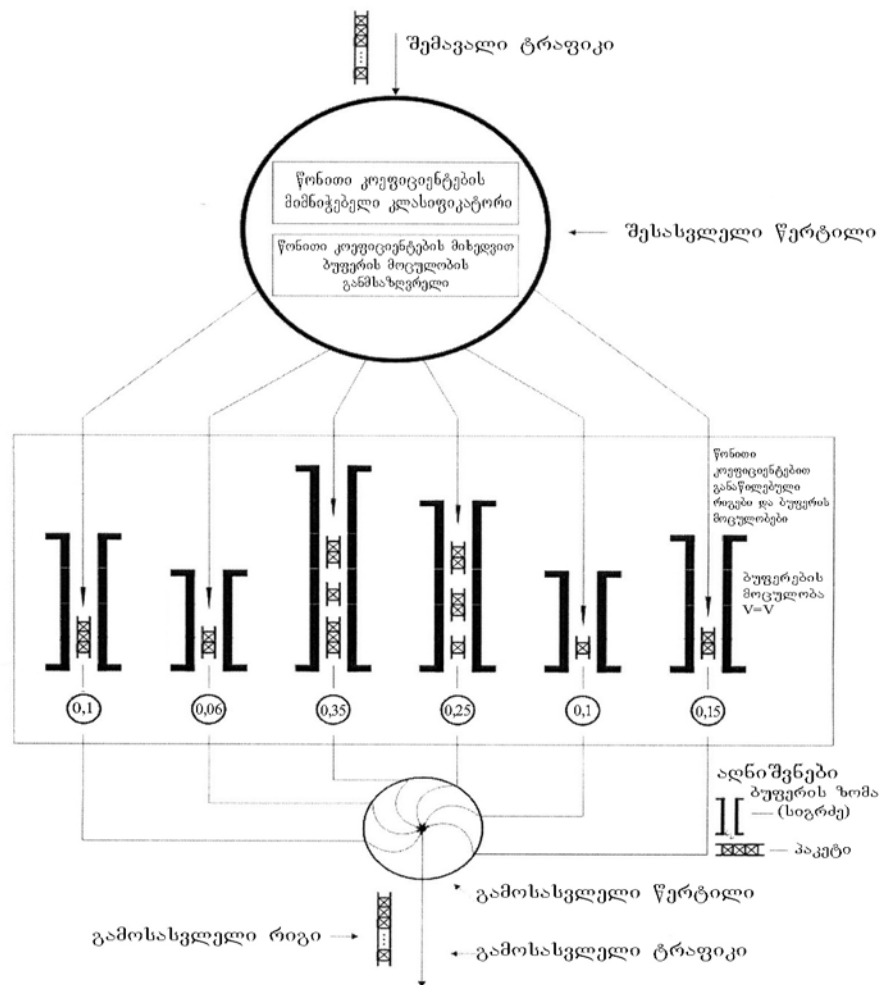 შემავალი ტრაფიკი
წონითი კოეფიციენტების
მიმნიჭებელი კლასიფიკატორი
წონითი კოეფიციენტების მიხედვით
ბუფერის მოცულობის
განმსაზღვრელი
შესასვლელი წერტილი
წონითი
კოეფიციენტებით
განაწილებული
რიგები და ბუფერის
მოცულობები
ბუფერების
მოცულობა
V=V
0,1
0,06
0,35
0,25
0,1
0,15
აღნიშვნები
ბუფერის ზომა
(სიგრძე)
პაკეტი
გამოსასვლელი წერტილი
გამოსასვლელი რიგი
გამოსასვლელი ტრაფიკი